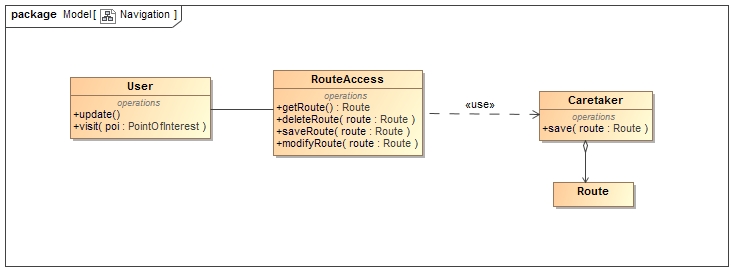 package Model[ Navigation ]
User
operations
+update()
+visit( poi : PointOfInterest )
RouteAccess
operations
+getRoute() : Route
+deleteRoute( route : Route )
+saveRoute( route : Route )
+modifyRoute( route : Route )
«use»
Caretaker
operations
+save( route : Route )
Route